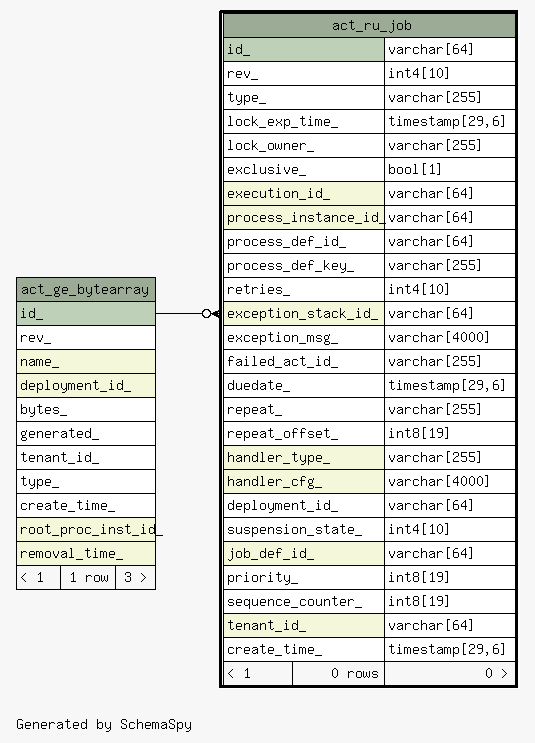 act_ru_job
id_ varchar[64]
rev_ int4[10]
type_ varchar[255]
lock_exp_time_ timestamp[29,6]
lock_owner_ varchar[255]
exclusive_ bool[1]
execution_id_ varchar[64]
process_instance_id_ varchar[64]
process_def_id_ varchar[64]
process_def_key_ varchar[255]
retries_ int4[10]
exception_stack_id_ varchar[64]
exception_msg_ varchar[4000]
failed_act_id_ varchar[255]
duedate_ timestamp[29,6]
repeat_ varchar[255]
repeat_offset_ int8[19]
handler_type_ varchar[255]
handler_cfg_ varchar[4000]
deployment_id_ varchar[64]
suspension_state_ int4[10]
job_def_id_ varchar[64]
priority_ int8[19]
sequence_counter_ int8[19]
tenant_id_ varchar[64]
create_time_ timestamp[29,6]
< 1 0 rows 0 >
act_ge_bytearray
id_
rev_
name_
deployment_id_
bytes_
generated_
tenant_id_
type_
create_time_
root_proc_inst_id_
removal_time_
< 1 1 row 3 >
Generated by SchemaSpy